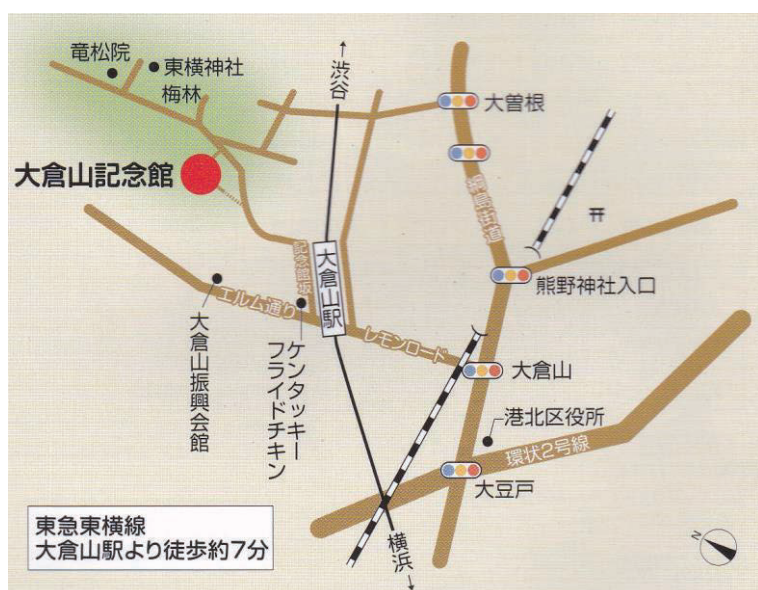 竜松院
東横神社
梅林
↑渋谷
大曽根
大倉山記念館
綱島街道
記念館坂
大倉山駅
熊野神社入口
エルム通り
レモンロード
大倉山振興会館
ケンタッキー
フライドチキン
大倉山
港北区役所
環状2号線
大豆戸
東急東横線
大倉山駅より徒歩約7分
横浜↓
N